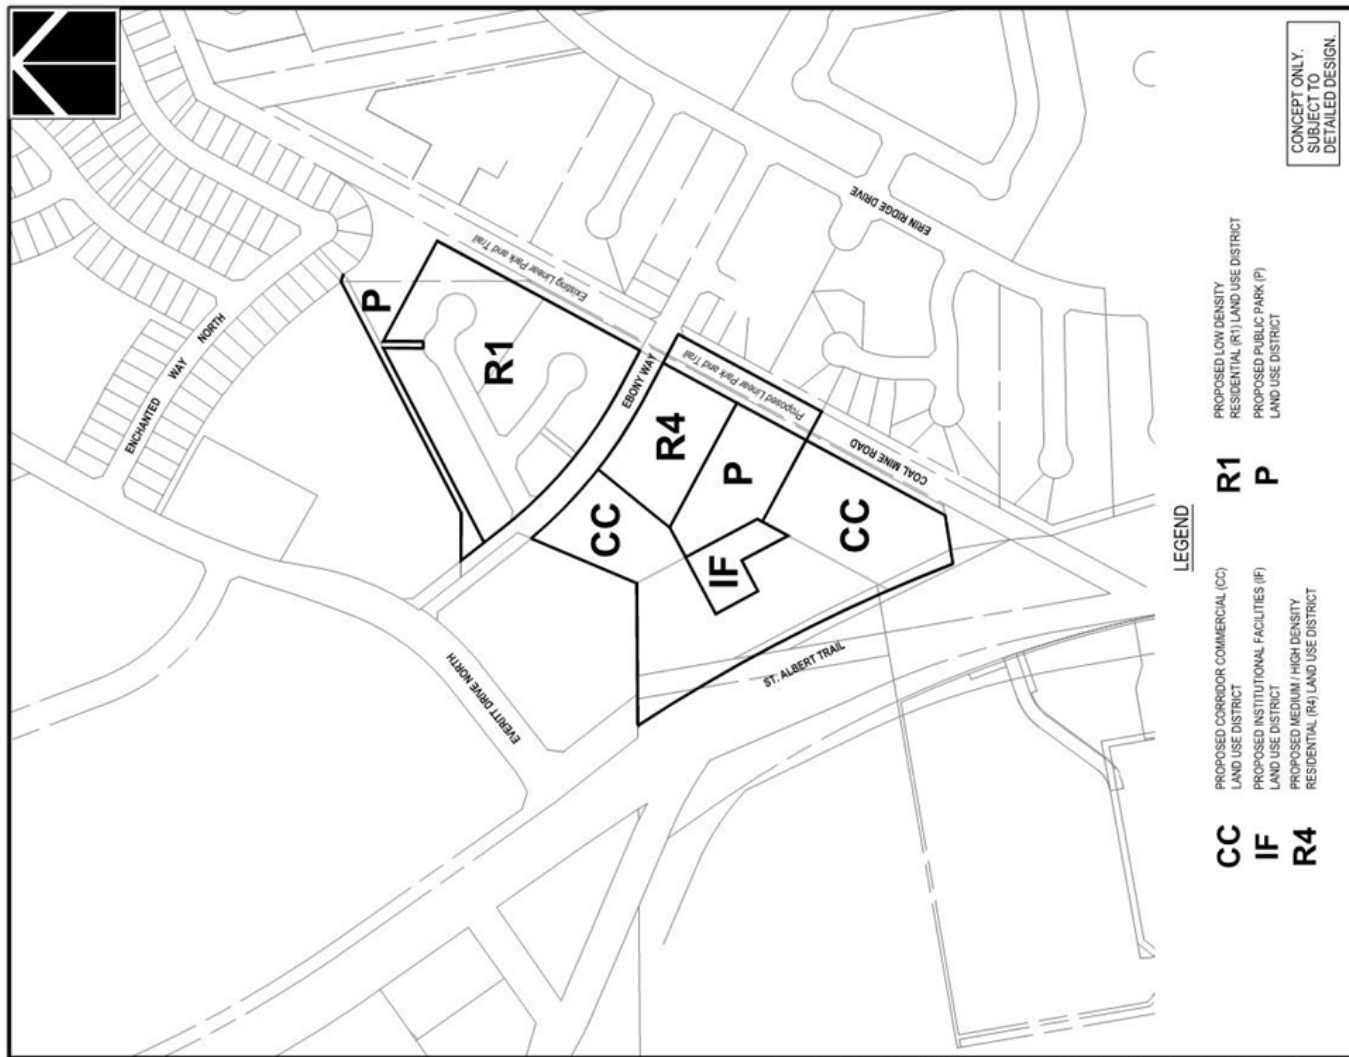 CONCEPT ONLY.
SUBJECT TO
DETAILED DESIGN.
ENCHANTED WAY NORTH
EVERITT DRIVE NORTH
ST. ALBERT TRAIL
EBONY WAY
COAL MINE ROAD
ERIN RIDGE DRIVE
Existing Linear Park and Trail
Proposed Linear Park and Trail
P
R1
R4
P
CC
IF
CC
LEGEND
CC
PROPOSED CORRIDOR COMMERCIAL (CC)
LAND USE DISTRICT
IF
PROPOSED INSTITUTIONAL FACILITIES (IF)
LAND USE DISTRICT
R4
PROPOSED MEDIUM / HIGH DENSITY
RESIDENTIAL (R4) LAND USE DISTRICT
R1
PROPOSED LOW DENSITY
RESIDENTIAL (R1) LAND USE DISTRICT
P
PROPOSED PUBLIC PARK (P)
LAND USE DISTRICT